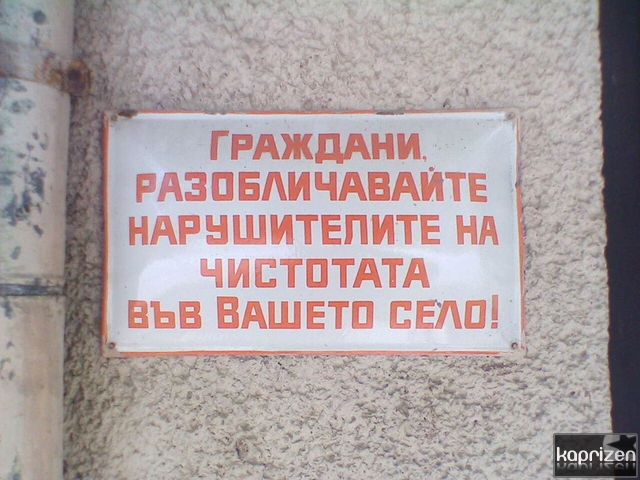 ГРАЖДАНИ,
РАЗОБЛИЧАВАЙТЕ
НАРУШИТЕЛИТЕ НА
ЧИСТОТАТА
ВЪВ ВАШЕТО СЕЛО!
kaprizen